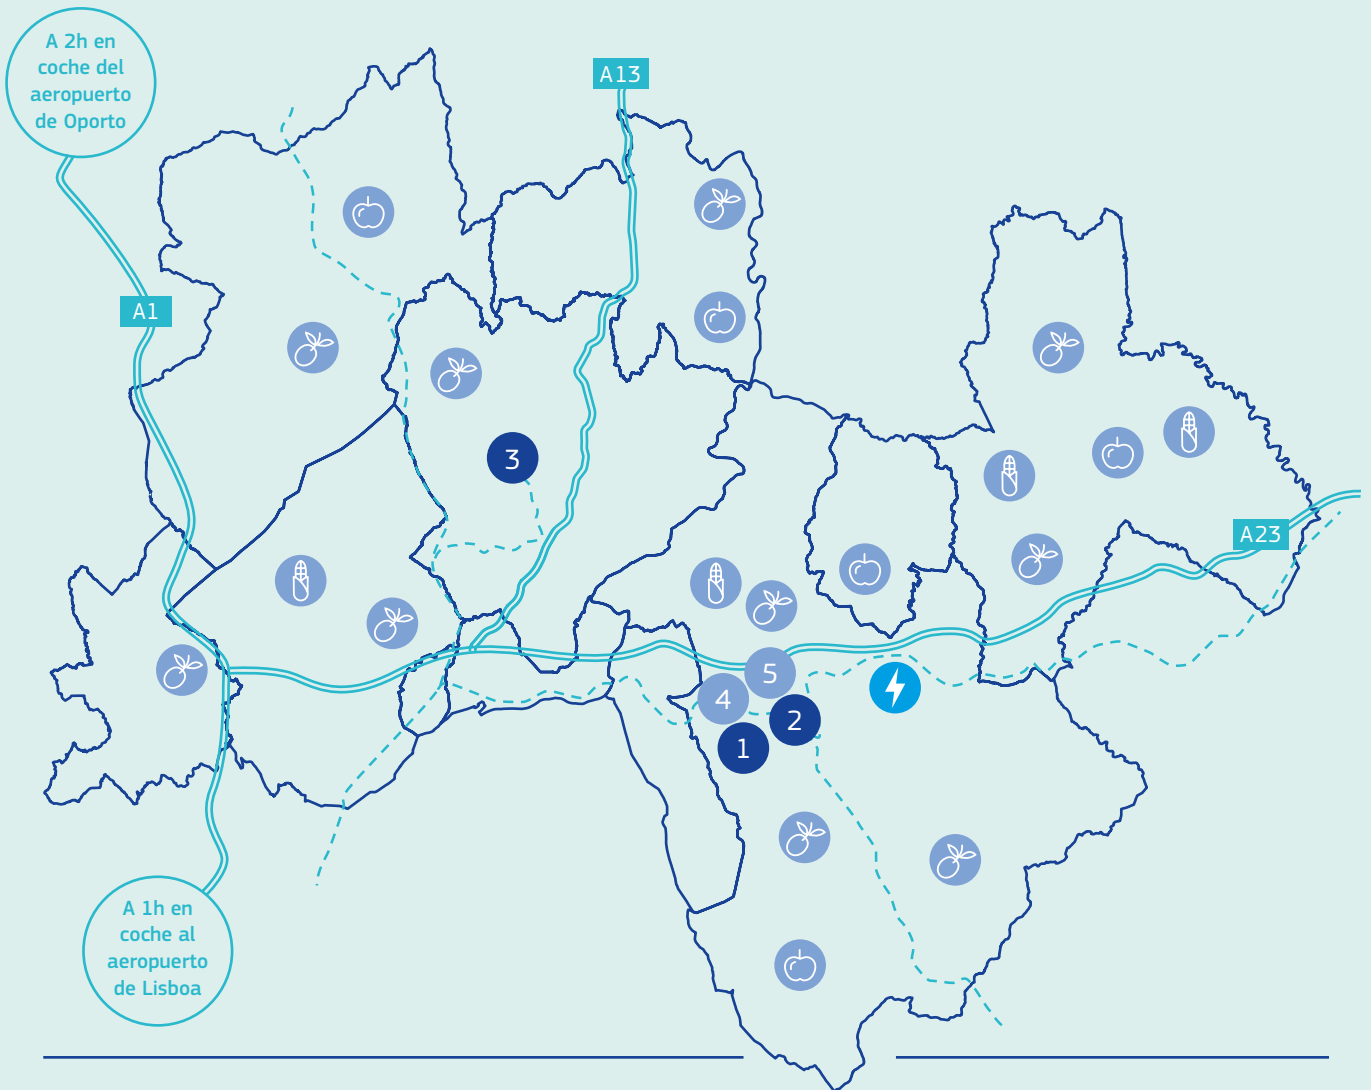 A 2h en
coche del
aeropuerto
de Oporto
A13
A1
3
A23
5
4
2
1
A 1h en
coche al
aeropuerto
de Lisboa